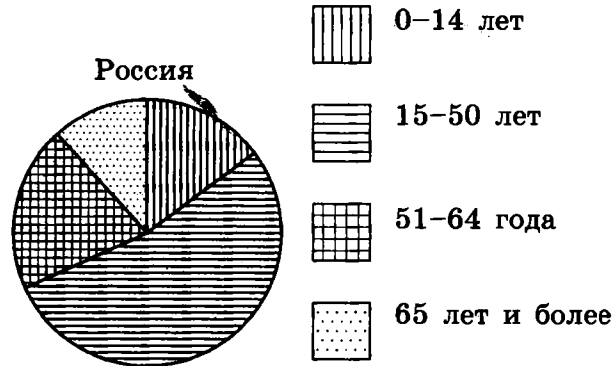 Россия
0–14 лет
15–50 лет
51–64 года
65 лет и более